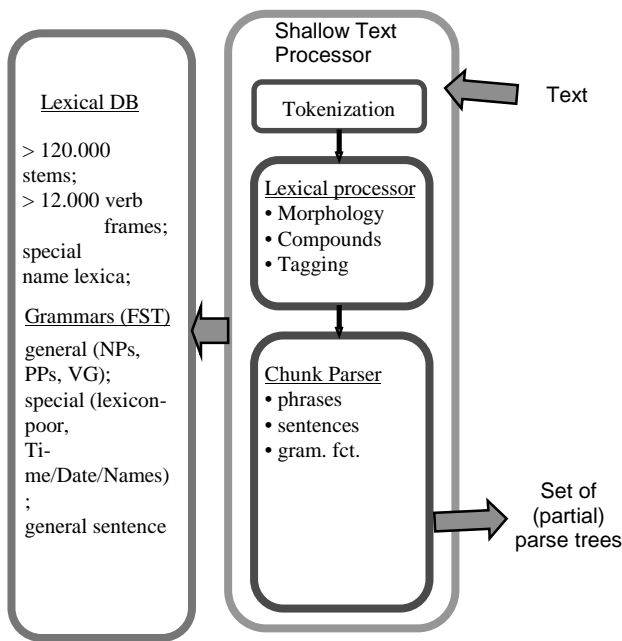 Lexical DB
> 120.000
stems;
> 12.000 verb
frames;
special
name lexica;
Grammars (FST)
general (NPs,
PPs, VG);
special (lexicon-
poor,
Ti-
me/Date/Names)
;
general sentence
Shallow Text
Processor
Tokenization
Lexical processor
• Morphology
• Compounds
• Tagging
Chunk Parser
• phrases
• sentences
• gram. fct.
Text
Set of
(partial)
parse trees